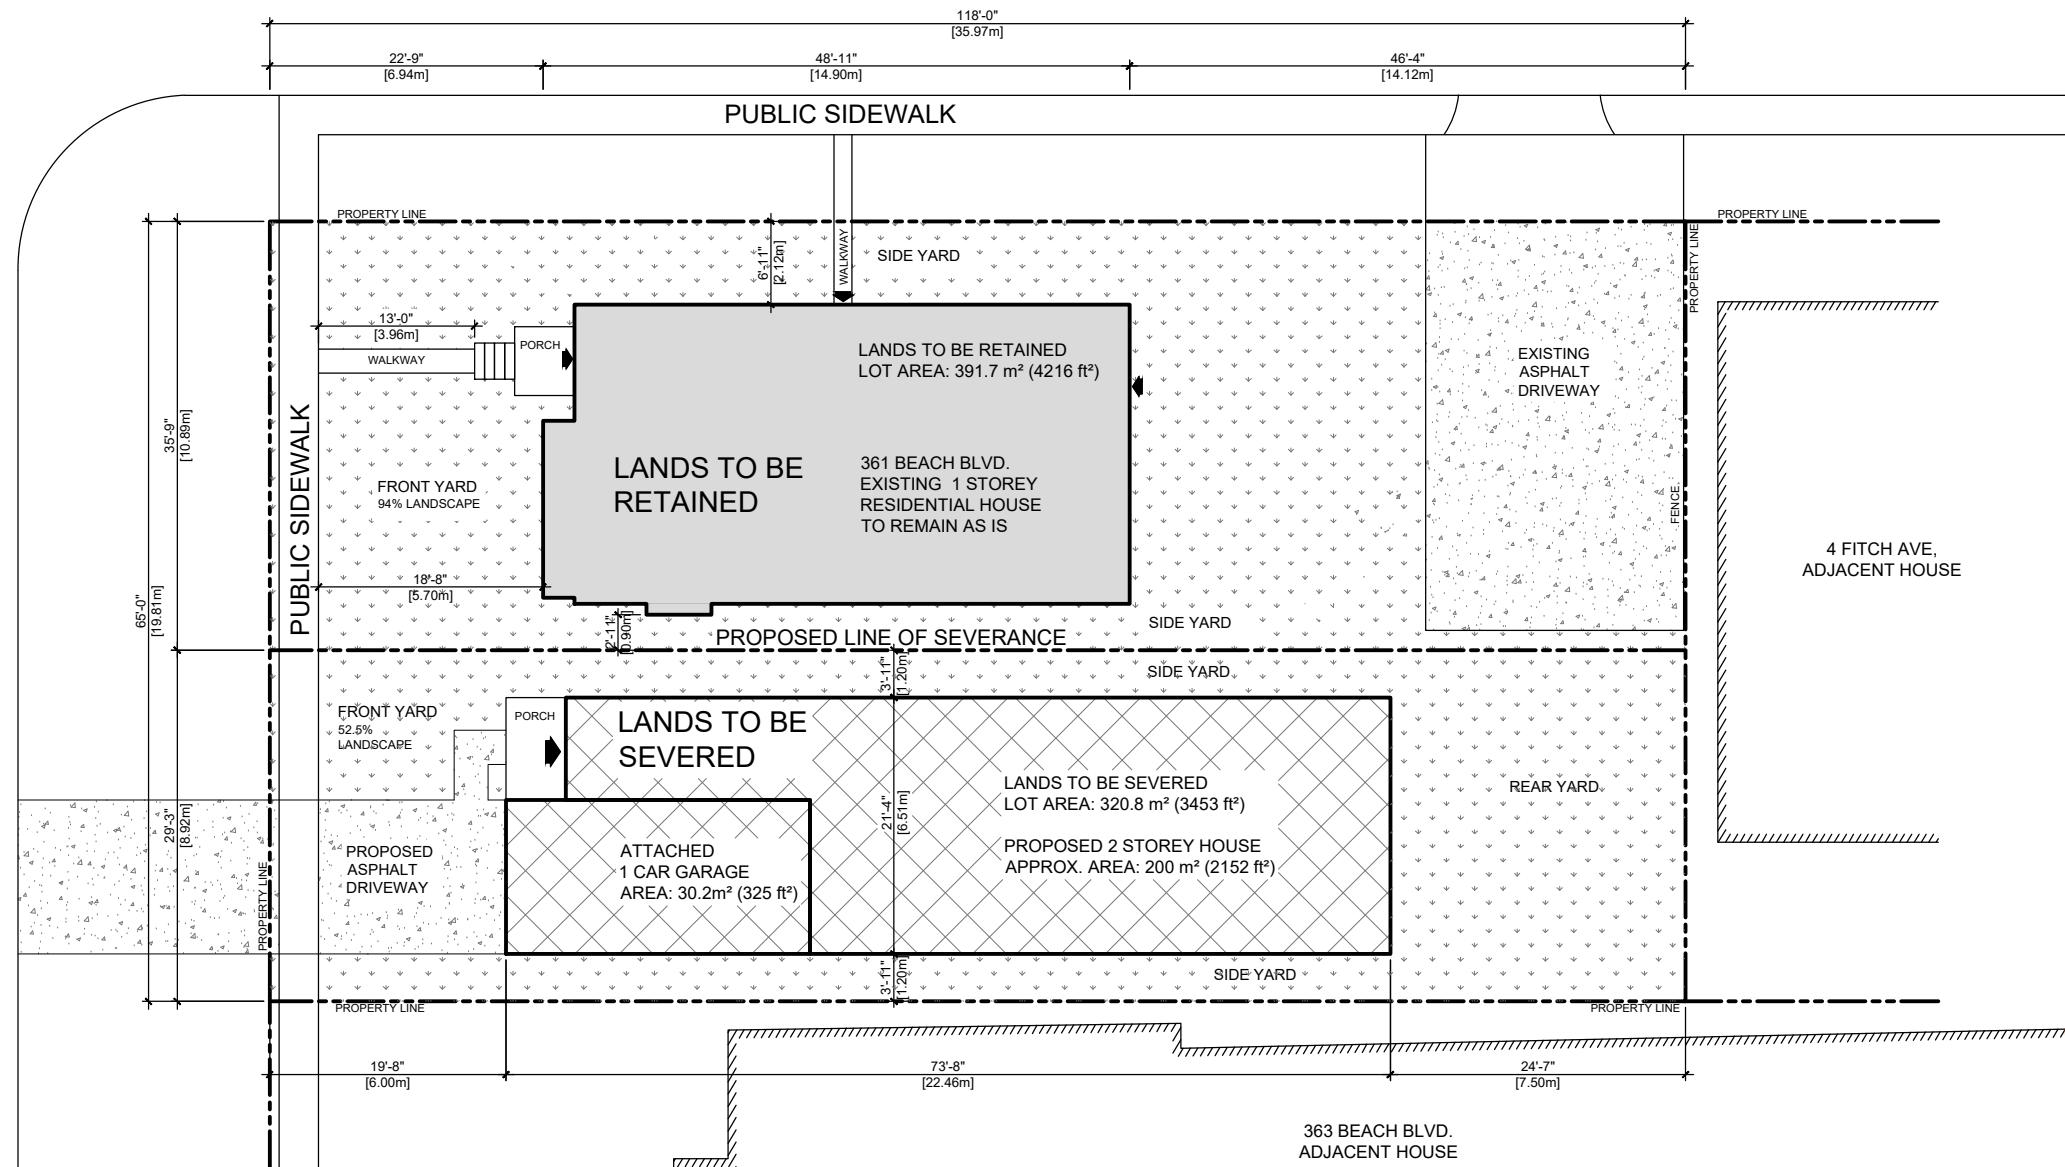 118'-0"
[35.97m]
22'-9"
[6.94m]
48'-11"
[14.90m]
46'-4"
[14.12m]
PUBLIC SIDEWALK
PROPERTY LINE
PROPERTY LINE
6'-11"
[2.12m]
WALKWAY
SIDE YARD
PROPERTY LINE
13'-0"
[3.96m]
WALKWAY
PORCH
LANDS TO BE RETAINED
LOT AREA: 391.7 m² (4216 ft²)
EXISTING
ASPHALT
DRIVEWAY
35'-9"
[10.89m]
PUBLIC SIDEWALK
FRONT YARD
94% LANDSCAPE
LANDS TO BE
RETAINED
361 BEACH BLVD.
EXISTING 1 STOREY
RESIDENTIAL HOUSE
TO REMAIN AS IS
FENCE
4 FITCH AVE,
ADJACENT HOUSE
65'-0"
[19.81m]
18'-8"
[5.70m]
2'-11"
[0.90m]
SIDE YARD
PROPOSED LINE OF SEVERANCE
3'-11"
[1.20m]
SIDE YARD
FRONT YARD
52.5%
LANDSCAPE
PORCH
LANDS TO BE
SEVERED
29'-3"
[8.92m]
21'-4"
[6.51m]
LANDS TO BE SEVERED
LOT AREA: 320.8 m² (3453 ft²)
PROPOSED 2 STOREY HOUSE
APPROX. AREA: 200 m² (2152 ft²)
REAR YARD
PROPERTY LINE
PROPOSED
ASPHALT
DRIVEWAY
ATTACHED
1 CAR GARAGE
AREA: 30.2m² (325 ft²)
3'-11"
[1.20m]
SIDE YARD
PROPERTY LINE
PROPERTY LINE
19'-8"
[6.00m]
73'-8"
[22.46m]
24'-7"
[7.50m]
363 BEACH BLVD.
ADJACENT HOUSE